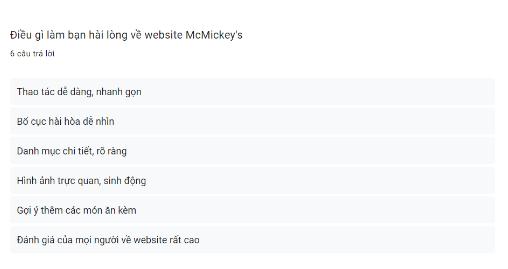 Điều gì làm bạn hài lòng về website McMickey's
6 câu trả lời
Thao tác dễ dàng, nhanh gọn
Bố cục hài hòa dễ nhìn
Danh mục chi tiết, rõ ràng
Hình ảnh trực quan, sinh động
Gợi ý thêm các món ăn kèm
Đánh giá của mọi người về website rất cao